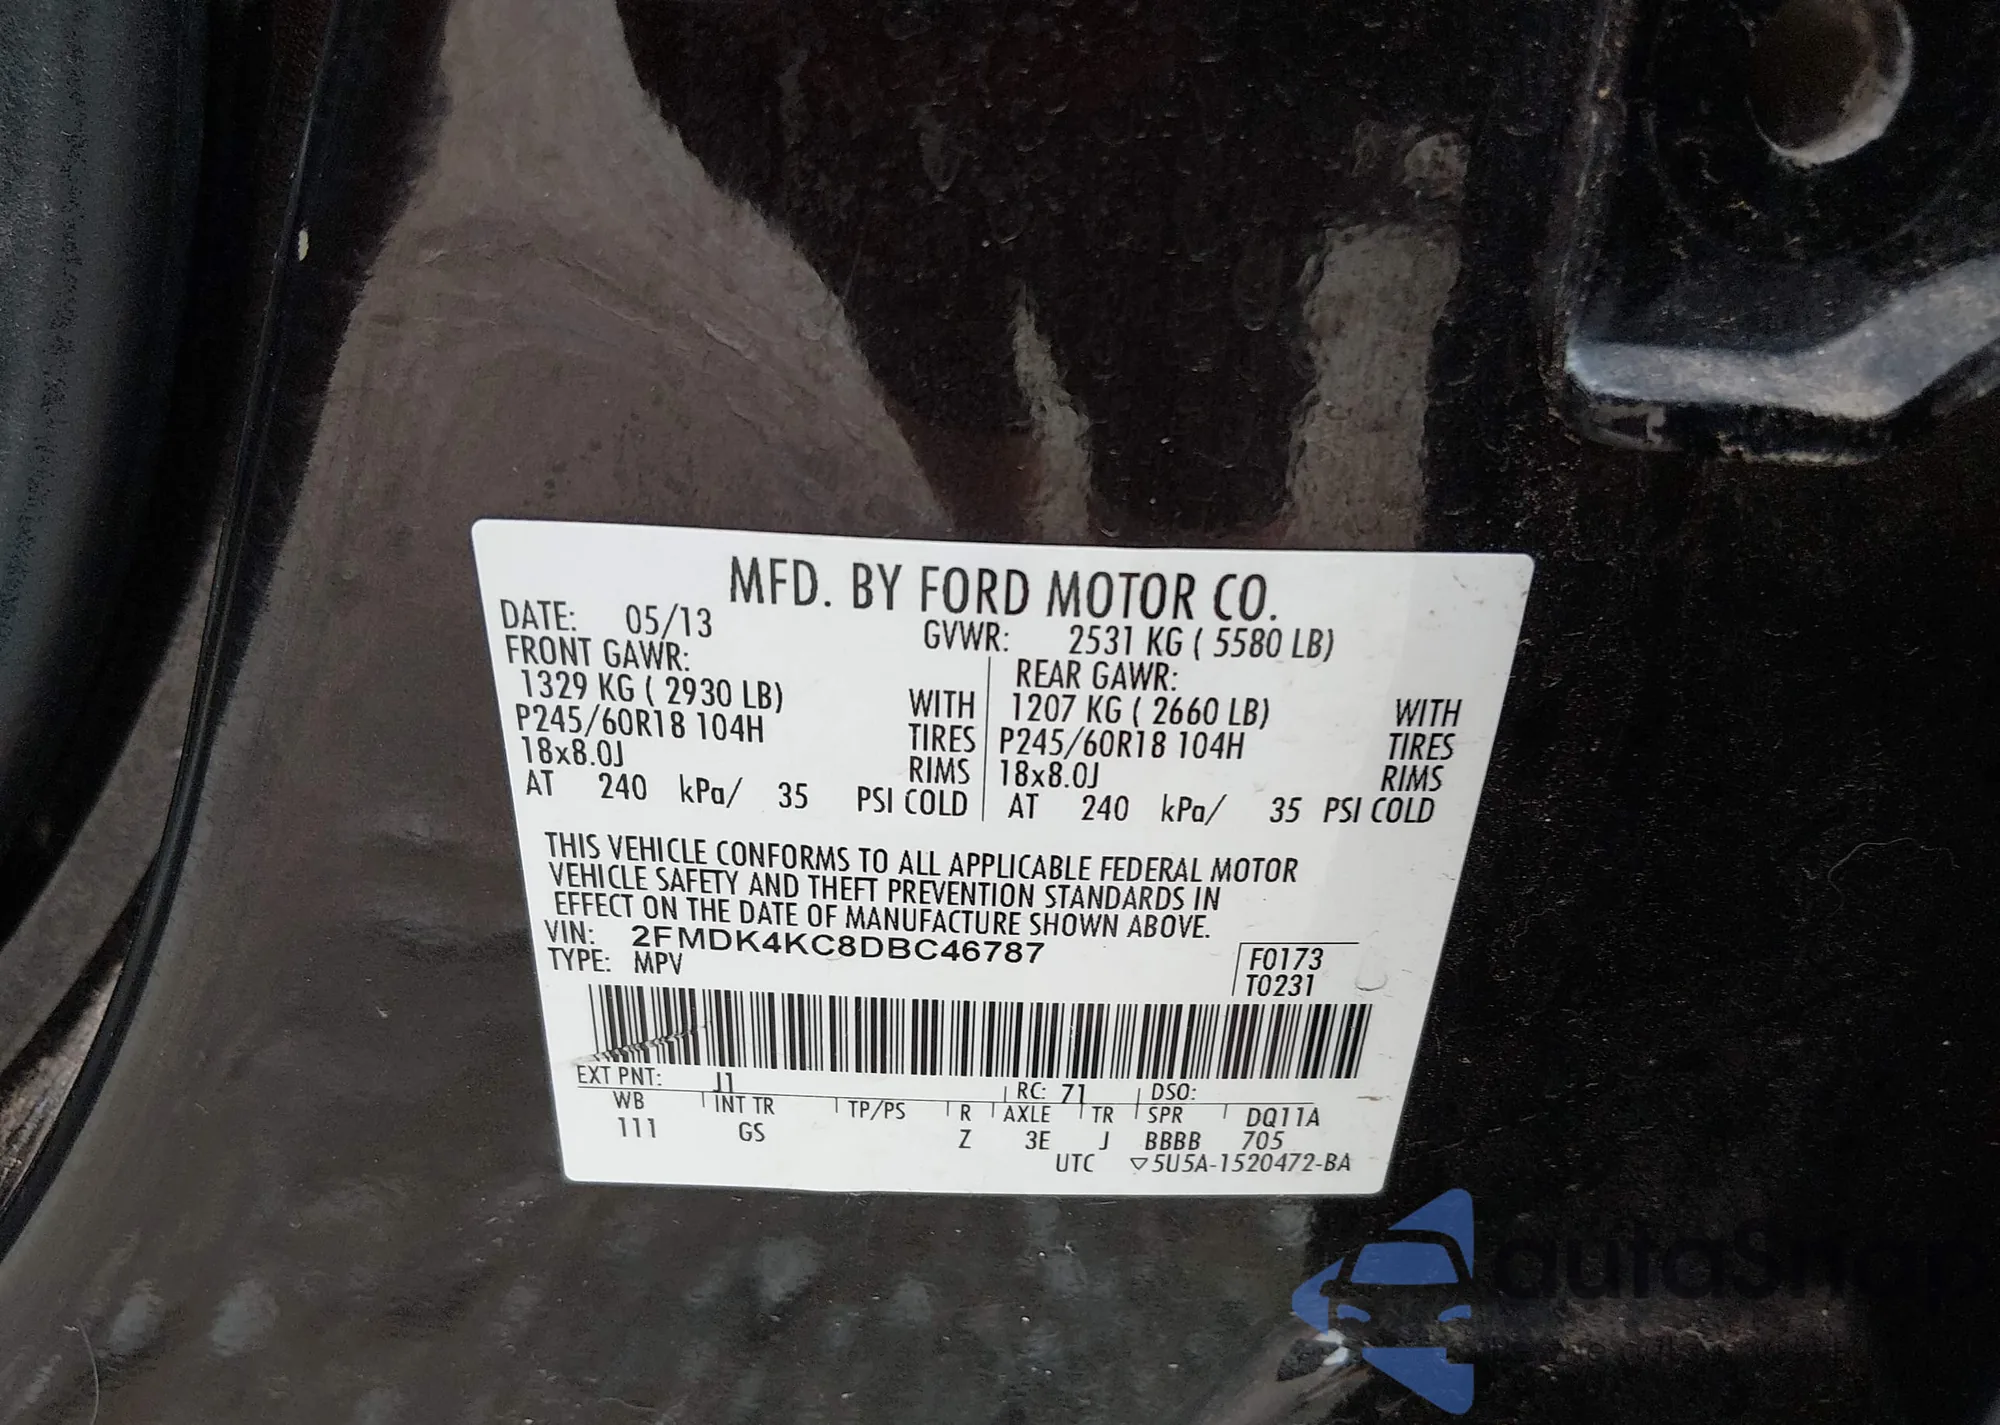 MFD. BY FORD MOTOR CO.
DATE: 05/13 GVWR: 2531 KG ( 5580 LB)
FRONT GAWR: REAR GAWR:
1329 KG ( 2930 LB) WITH 1207 KG ( 2660 LB) WITH
P245/60R18 104H TIRES P245/60R18 104H TIRES
18x8.0J RIMS 18x8.0J RIMS
AT 240 kPa/ 35 PSI COLD AT 240 kPa/ 35 PSI COLD
THIS VEHICLE CONFORMS TO ALL APPLICABLE FEDERAL MOTOR
VEHICLE SAFETY AND THEFT PREVENTION STANDARDS IN
EFFECT ON THE DATE OF MANUFACTURE SHOWN ABOVE.
VIN: 2FMDK4KC8DBC46787
TYPE: MPV
F0173
T0231
EXT PNT: J1 RC: 71 DSO:
WB INT TR TP/PS R AXLE TR SPR DQ11A
111 GS Z 3E J BBBB 705
UTC ▽5U5A-1520472-BA
autoShop